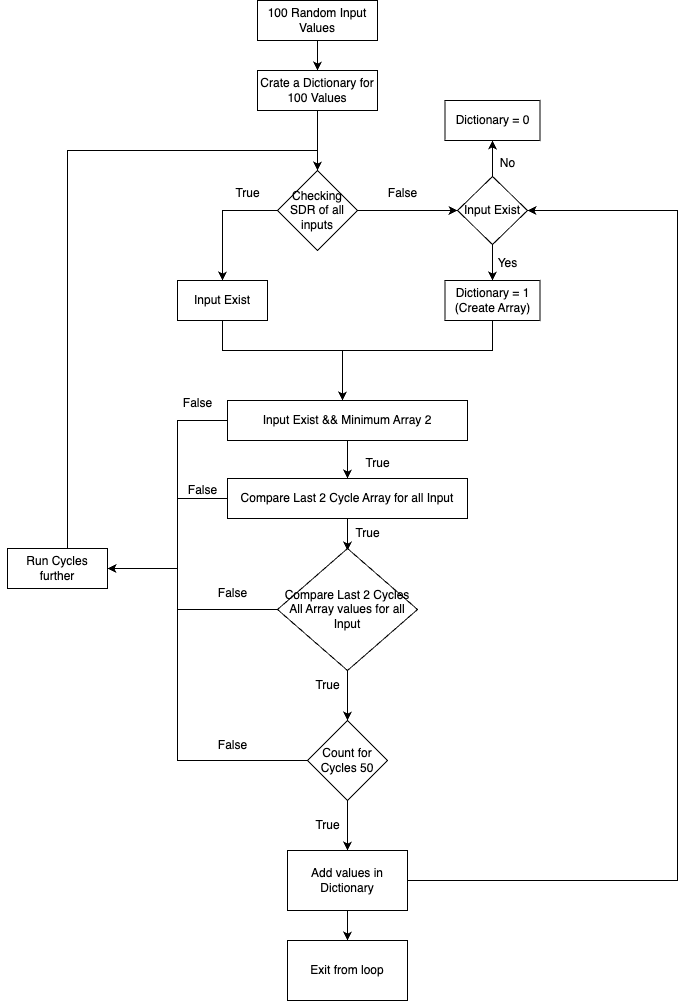 100 Random Input
Values
Crate a Dictionary for
100 Values
Dictionary = 0
No
True
Checking
SDR of all
inputs
False
Input Exist
Yes
Input Exist
Dictionary = 1
(Create Array)
False
Input Exist && Minimum Array 2
True
False
Compare Last 2 Cycle Array for all Input
True
Run Cycles
further
False
Compare Last 2 Cycles
All Array values for all
Input
True
False
Count for
Cycles 50
True
Add values in
Dictionary
Exit from loop